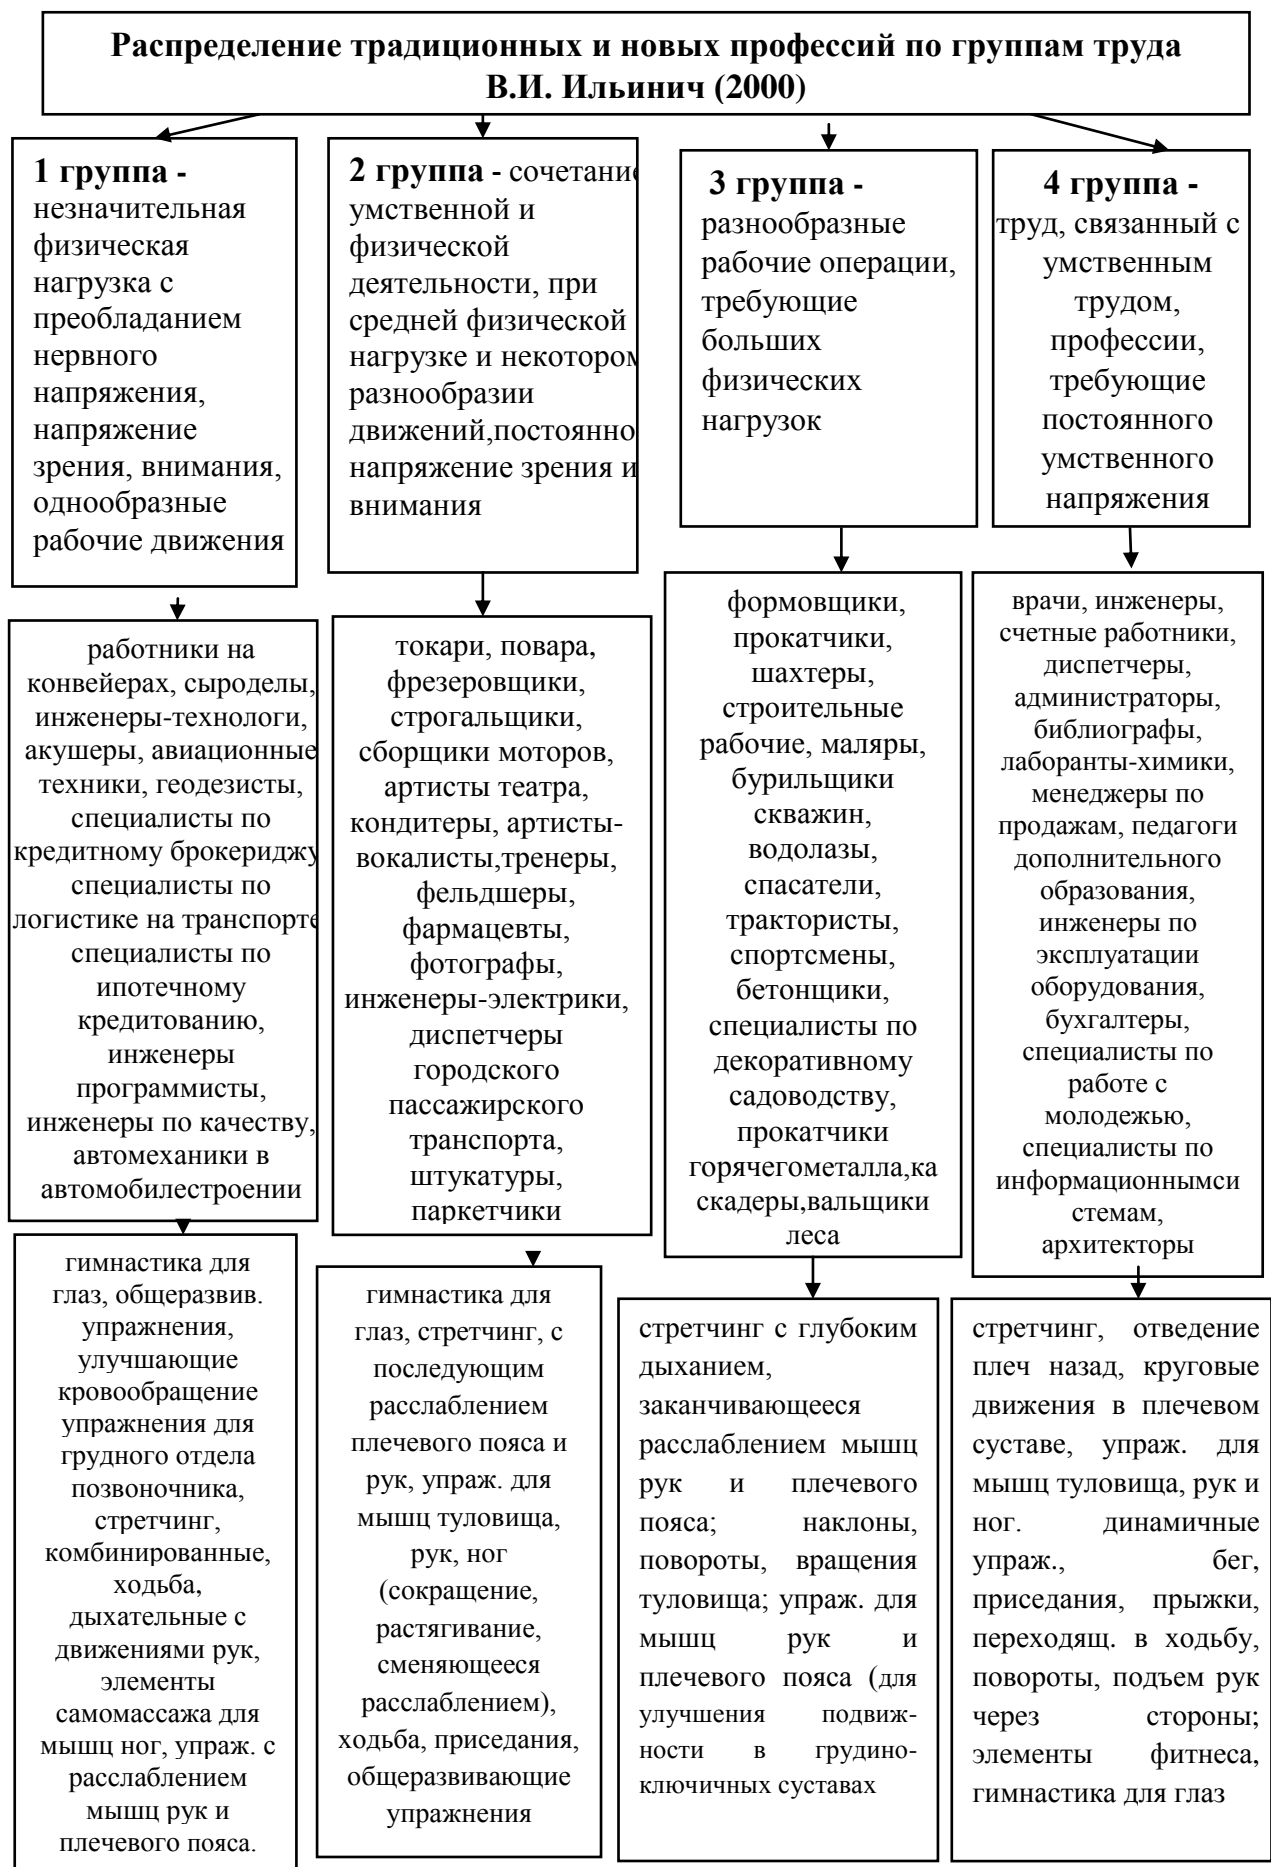 Распределение традиционных и новых профессий по группам труда
В.И. Ильинич (2000)
1 группа -
незначительная
физическая
нагрузка с
преобладанием
нервного
напряжения,
напряжение
зрения, внимания,
однообразные
рабочие движения
2 группа - сочетание
умственной и
физической
деятельности, при
средней физической
нагрузке и некотором
разнообразии
движений,постоянно
напряжение зрения и
внимания
3 группа -
разнообразные
рабочие операции,
требующие
больших
физических
нагрузок
4 группа -
труд, связанный с
умственным
трудом,
профессии,
требующие
постоянного
умственного
напряжения
работники на
конвейерах, сыроделы,
инженеры-технологи,
акушеры, авиационные
техники, геодезисты,
специалисты по
кредитному брокериджу
специалисты по
логистике на транспорте
специалисты по
ипотечному
кредитованию,
инженеры
программисты,
инженеры по качеству,
автомеханики в
автомобилестроении
токари, повара,
фрезеровщики,
строгальщики,
сборщики моторов,
артисты театра,
кондитеры, артисты-
вокалисты,тренеры,
фельдшеры,
фармацевты,
фотографы,
инженеры-электрики,
диспетчеры
городского
пассажирского
транспорта,
штукатуры,
паркетчики
формовщики,
прокатчики,
шахтеры,
строительные
рабочие, маляры,
бурильщики
скважин,
водолазы,
спасатели,
трактористы,
спортсмены,
бетонщики,
специалисты по
декоративному
садоводству,
прокатчики
горячегометалла,ка
скадеры,вальщики
леса
врачи, инженеры,
счетные работники,
диспетчеры,
администраторы,
библиографы,
лаборанты-химики,
менеджеры по
продажам, педагоги
дополнительного
образования,
инженеры по
эксплуатации
оборудования,
бухгалтеры,
специалисты по
работе с
молодежью,
специалисты по
информационнымси
стемам,
архитекторы
гимнастика для
глаз, общеразвив.
упражнения,
улучшающие
кровообращение
упражнения для
грудного отдела
позвоночника,
стретчинг,
комбинированные,
ходьба,
дыхательные с
движениями рук,
элементы
самомассажа для
мышц ног, упраж. с
расслаблением
мышц рук и
плечевого пояса.
гимнастика для
глаз, стретчинг, с
последующим
расслаблением
плечевого пояса и
рук, упраж. для
мышц туловища,
рук, ног
(сокращение,
растягивание,
сменяющееся
расслаблением),
ходьба, приседания,
общеразвивающие
упражнения
стретчинг с глубоким
дыханием,
заканчивающееся
расслаблением мышц
рук и плечевого
пояса; наклоны,
повороты, вращения
туловища; упраж. для
мышц рук и
плечевого пояса (для
улучшения подвиж-
ности в грудино-
ключичных суставах
стретчинг, отведение
плеч назад, круговые
движения в плечевом
суставе, упраж. для
мышц туловища, рук и
ног. динамичные
упраж., бег,
приседания, прыжки,
переходящ. в ходьбу,
повороты, подъем рук
через стороны;
элементы фитнеса,
гимнастика для глаз